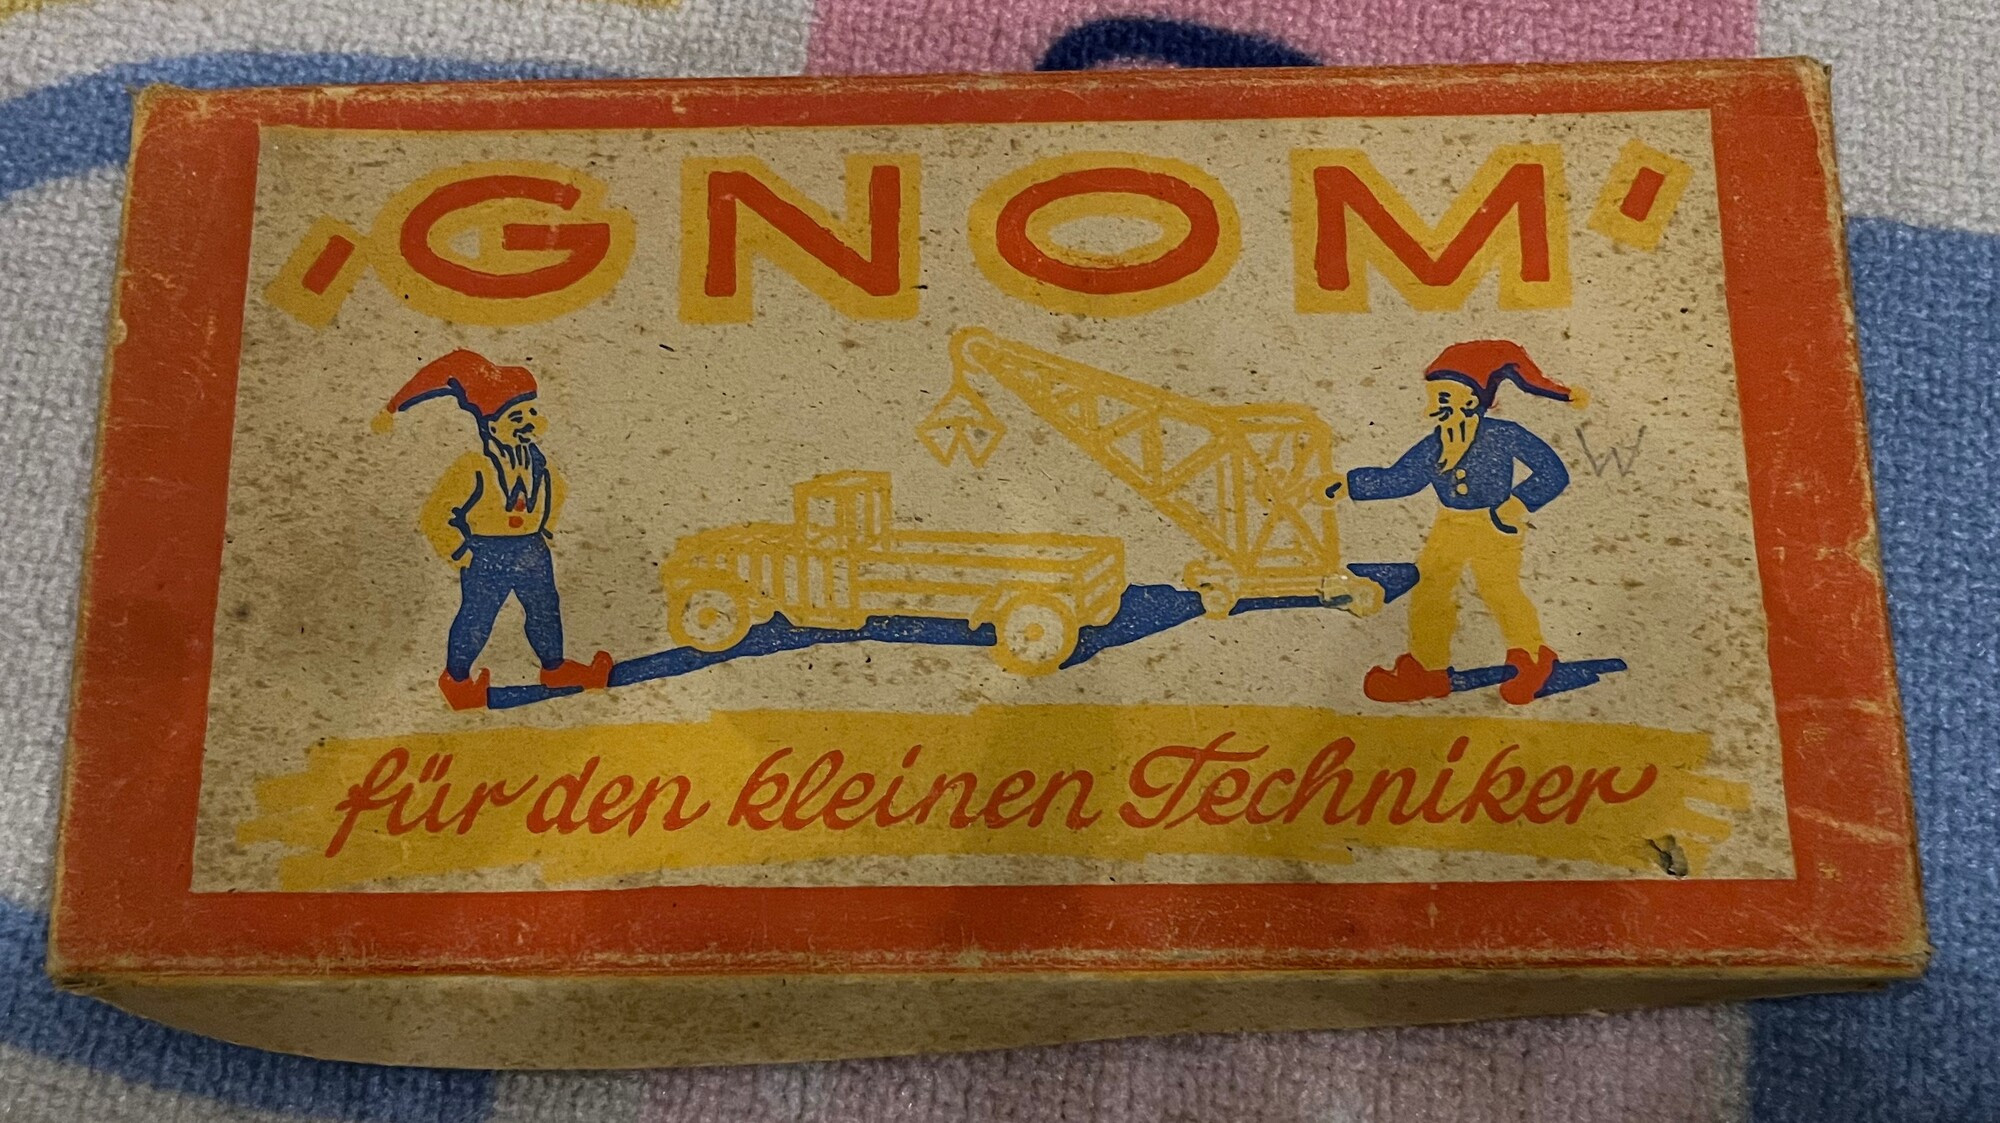 'GNOM'
für den kleinen Techniker